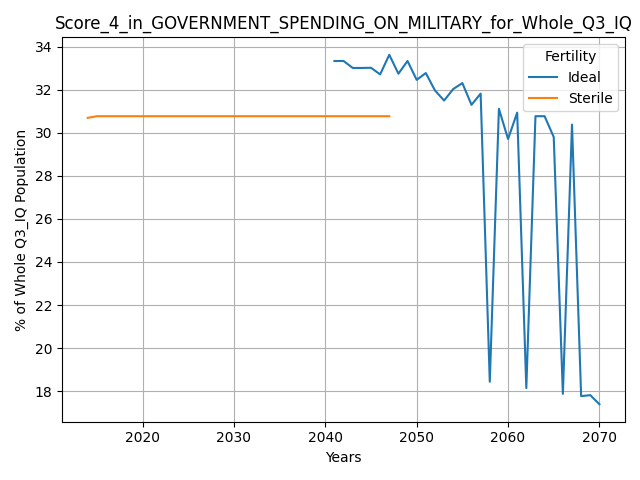 Score_4_in_GOVERNMENT_SPENDING_ON_MILITARY_for_Whole_Q3_IQ
% of Whole Q3_IQ Population
34
32
30
28
26
24
22
20
18
Fertility
Ideal
Sterile
2020 2030 2040 2050 2060 2070
Years